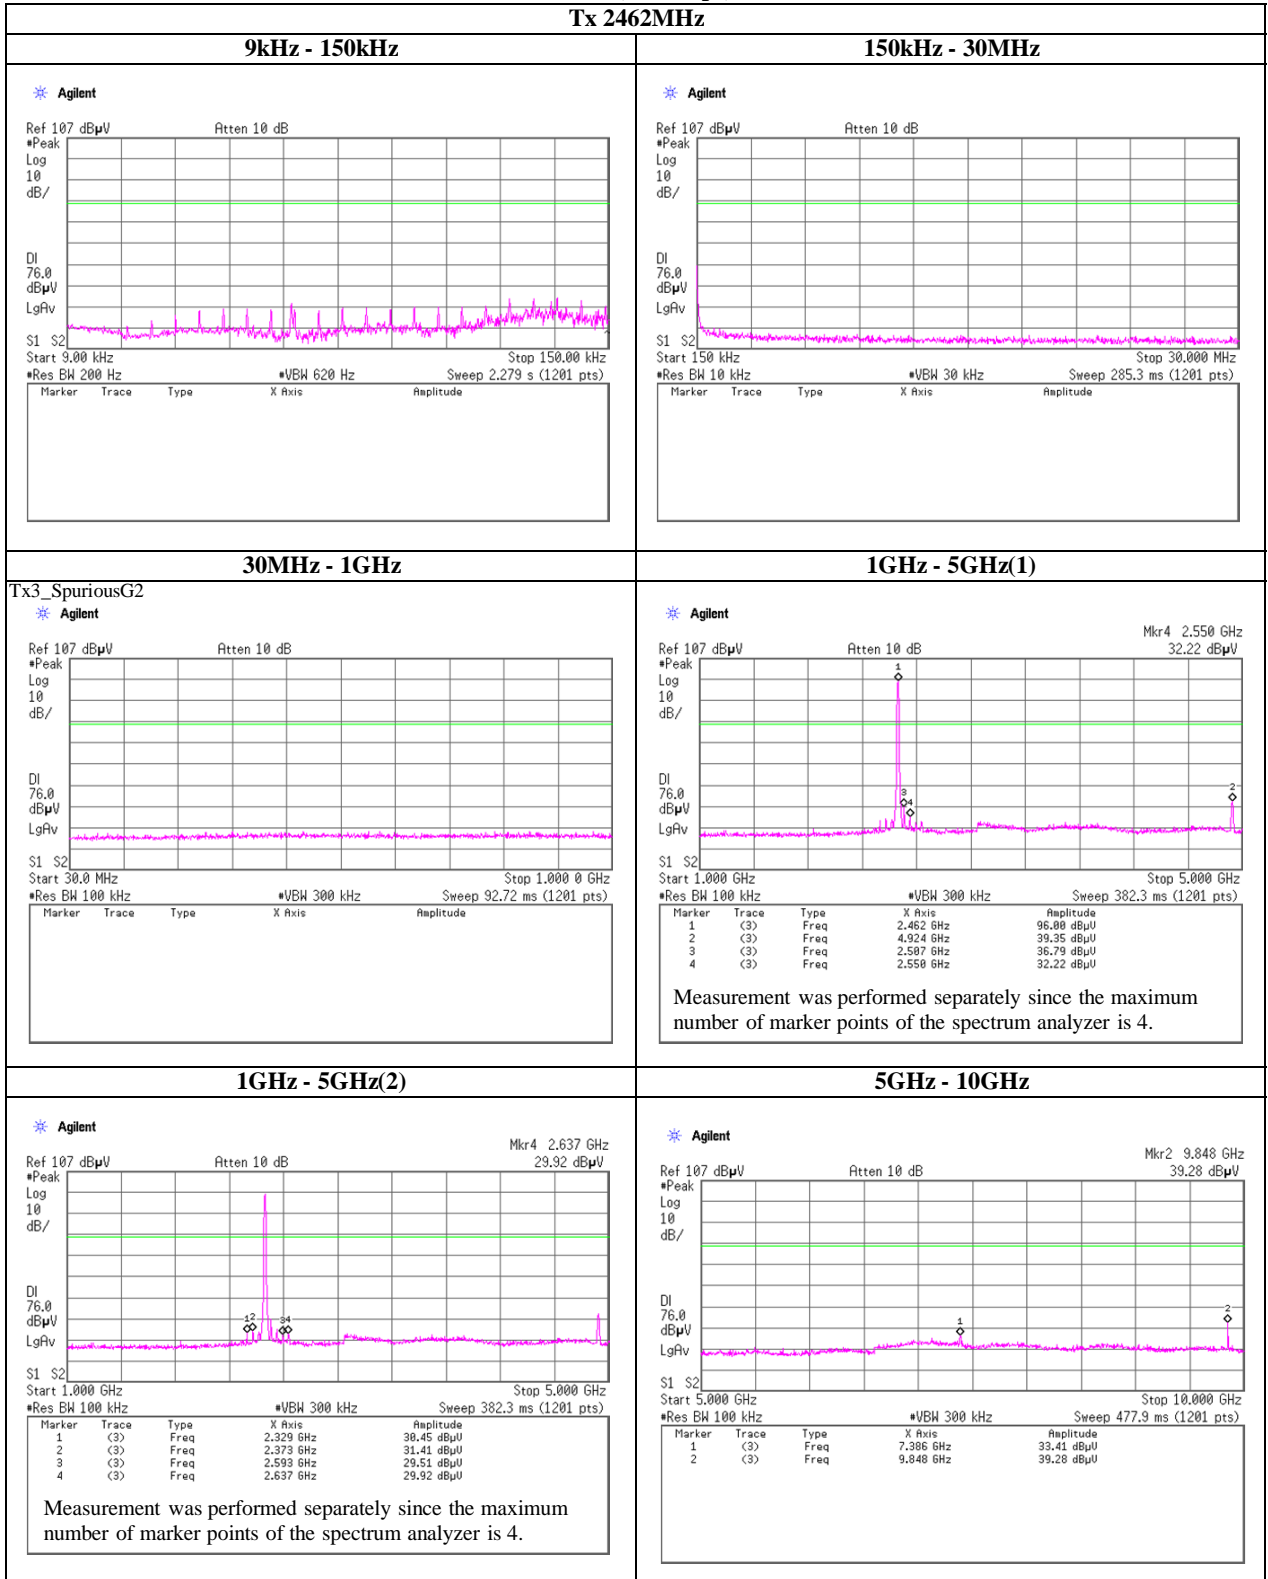 Tx 2462MHz
9kHz - 150kHz
150kHz - 30MHz
Agilent
Ref 107 dBµV Atten 10 dB
#Peak
Log
10
dB/
DI
76.0
dBµV
LgAv
S1 S2
Start 9.00 kHz Stop 150.00 kHz
#Res BW 200 Hz #VBW 620 Hz Sweep 2.279 s (1201 pts)
Marker Trace Type X Axis Amplitude
Agilent
Ref 107 dBµV Atten 10 dB
#Peak
Log
10
dB/
DI
76.0
dBµV
LgAv
S1 S2
Start 150 kHz Stop 30.000 MHz
#Res BW 10 kHz #VBW 30 kHz Sweep 285.3 ms (1201 pts)
Marker Trace Type X Axis Amplitude
30MHz - 1GHz
1GHz - 5GHz(1)
Tx3_SpuriousG2
Agilent
Ref 107 dBµV Atten 10 dB
#Peak
Log
10
dB/
DI
76.0
dBµV
LgAv
S1 S2
Start 30.0 MHz Stop 1.000 0 GHz
#Res BW 100 kHz #VBW 300 kHz Sweep 92.72 ms (1201 pts)
Marker Trace Type X Axis Amplitude
Agilent
Mkr4 2.550 GHz
Ref 107 dBµV Atten 10 dB 32.22 dBµV
#Peak
Log
10
dB/
1
2
3
4
DI
76.0
dBµV
LgAv
S1 S2
Start 1.000 GHz Stop 5.000 GHz
#Res BW 100 kHz #VBW 300 kHz Sweep 382.3 ms (1201 pts)
Marker Trace Type X Axis Amplitude
1 (3) Freq 2.462 GHz 96.00 dBµV
2 (3) Freq 4.924 GHz 39.35 dBµV
3 (3) Freq 2.507 GHz 36.79 dBµV
4 (3) Freq 2.550 GHz 32.22 dBµV
Measurement was performed separately since the maximum
number of marker points of the spectrum analyzer is 4.
1GHz - 5GHz(2)
5GHz - 10GHz
Agilent
Mkr4 2.637 GHz
Ref 107 dBµV Atten 10 dB 29.92 dBµV
#Peak
Log
10
dB/
DI
76.0
dBµV
12 34
LgAv
S1 S2
Start 1.000 GHz Stop 5.000 GHz
#Res BW 100 kHz #VBW 300 kHz Sweep 382.3 ms (1201 pts)
Marker Trace Type X Axis Amplitude
1 (3) Freq 2.329 GHz 30.45 dBµV
2 (3) Freq 2.373 GHz 31.41 dBµV
3 (3) Freq 2.593 GHz 29.51 dBµV
4 (3) Freq 2.637 GHz 29.92 dBµV
Measurement was performed separately since the maximum
number of marker points of the spectrum analyzer is 4.
Agilent
Mkr2 9.848 GHz
Ref 107 dBµV Atten 10 dB 39.28 dBµV
#Peak
Log
10
dB/
DI
76.0
dBµV
1
2
LgAv
S1 S2
Start 5.000 GHz Stop 10.000 GHz
#Res BW 100 kHz #VBW 300 kHz Sweep 477.9 ms (1201 pts)
Marker Trace Type X Axis Amplitude
1 (3) Freq 7.386 GHz 33.41 dBµV
2 (3) Freq 9.848 GHz 39.28 dBµV